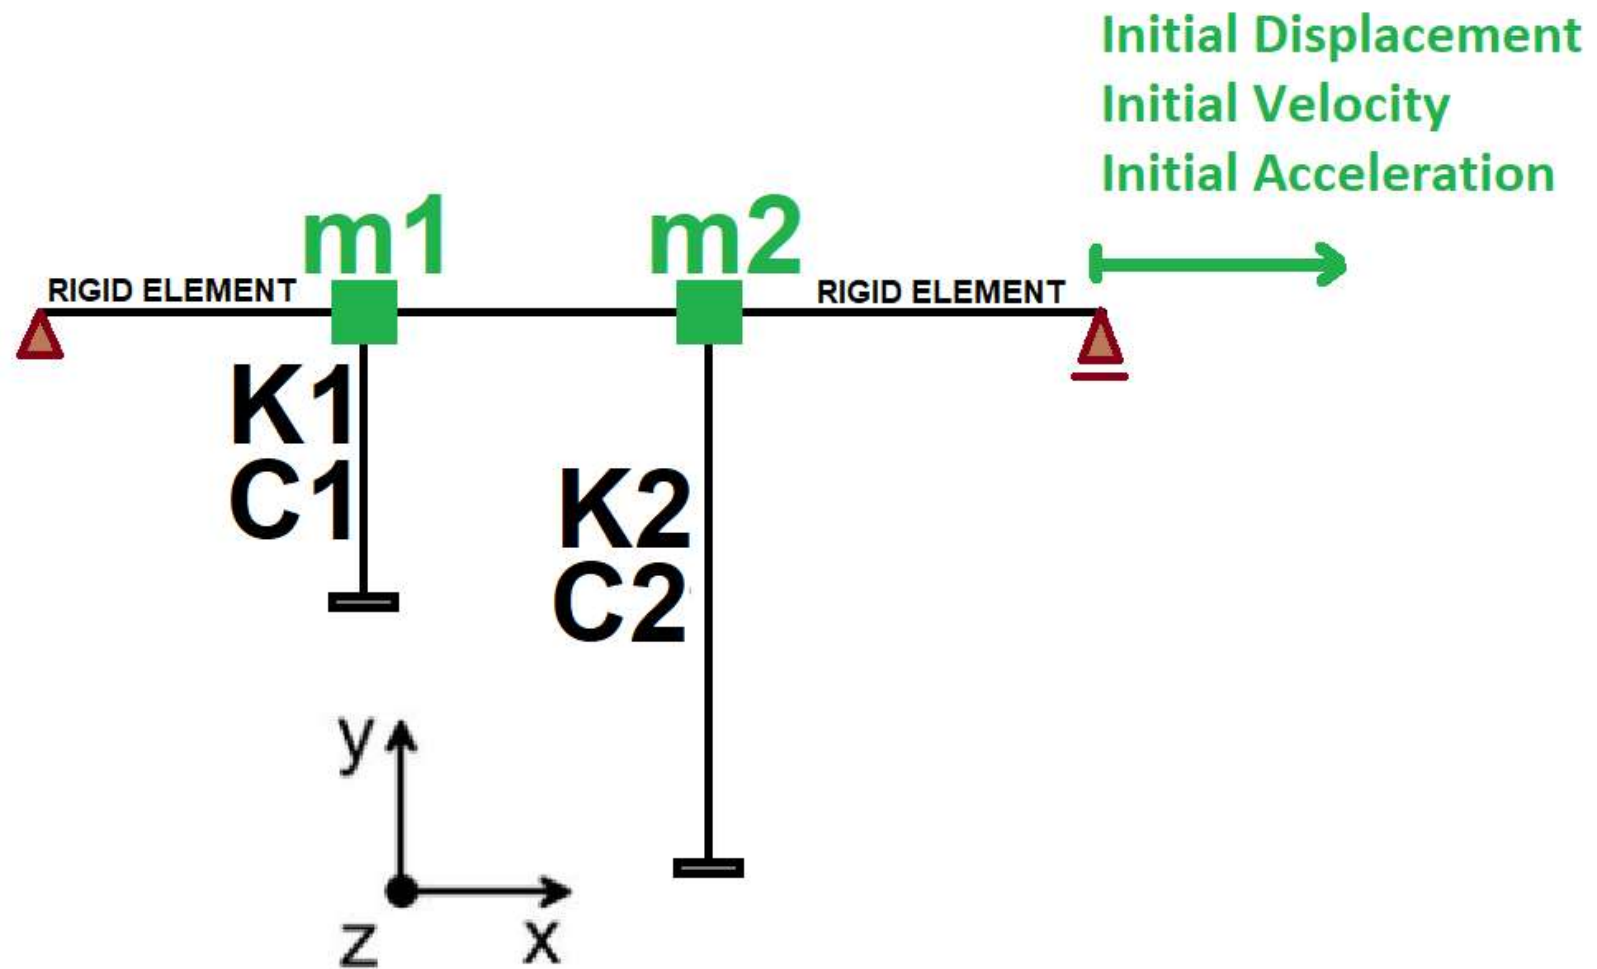 Initial Displacement
Initial Velocity
Initial Acceleration
m1
m2
RIGID ELEMENT
RIGID ELEMENT
K1
C1
K2
C2
y
z
x